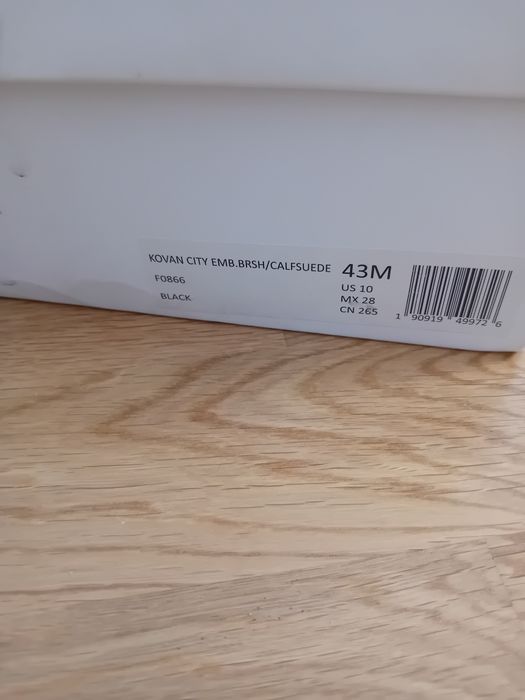 KOVAN CITY EMB.BRSH/CALFSUEDE 43M
F0866 US 10
BLACK MX 28
CN 265
1 90919 49972 6